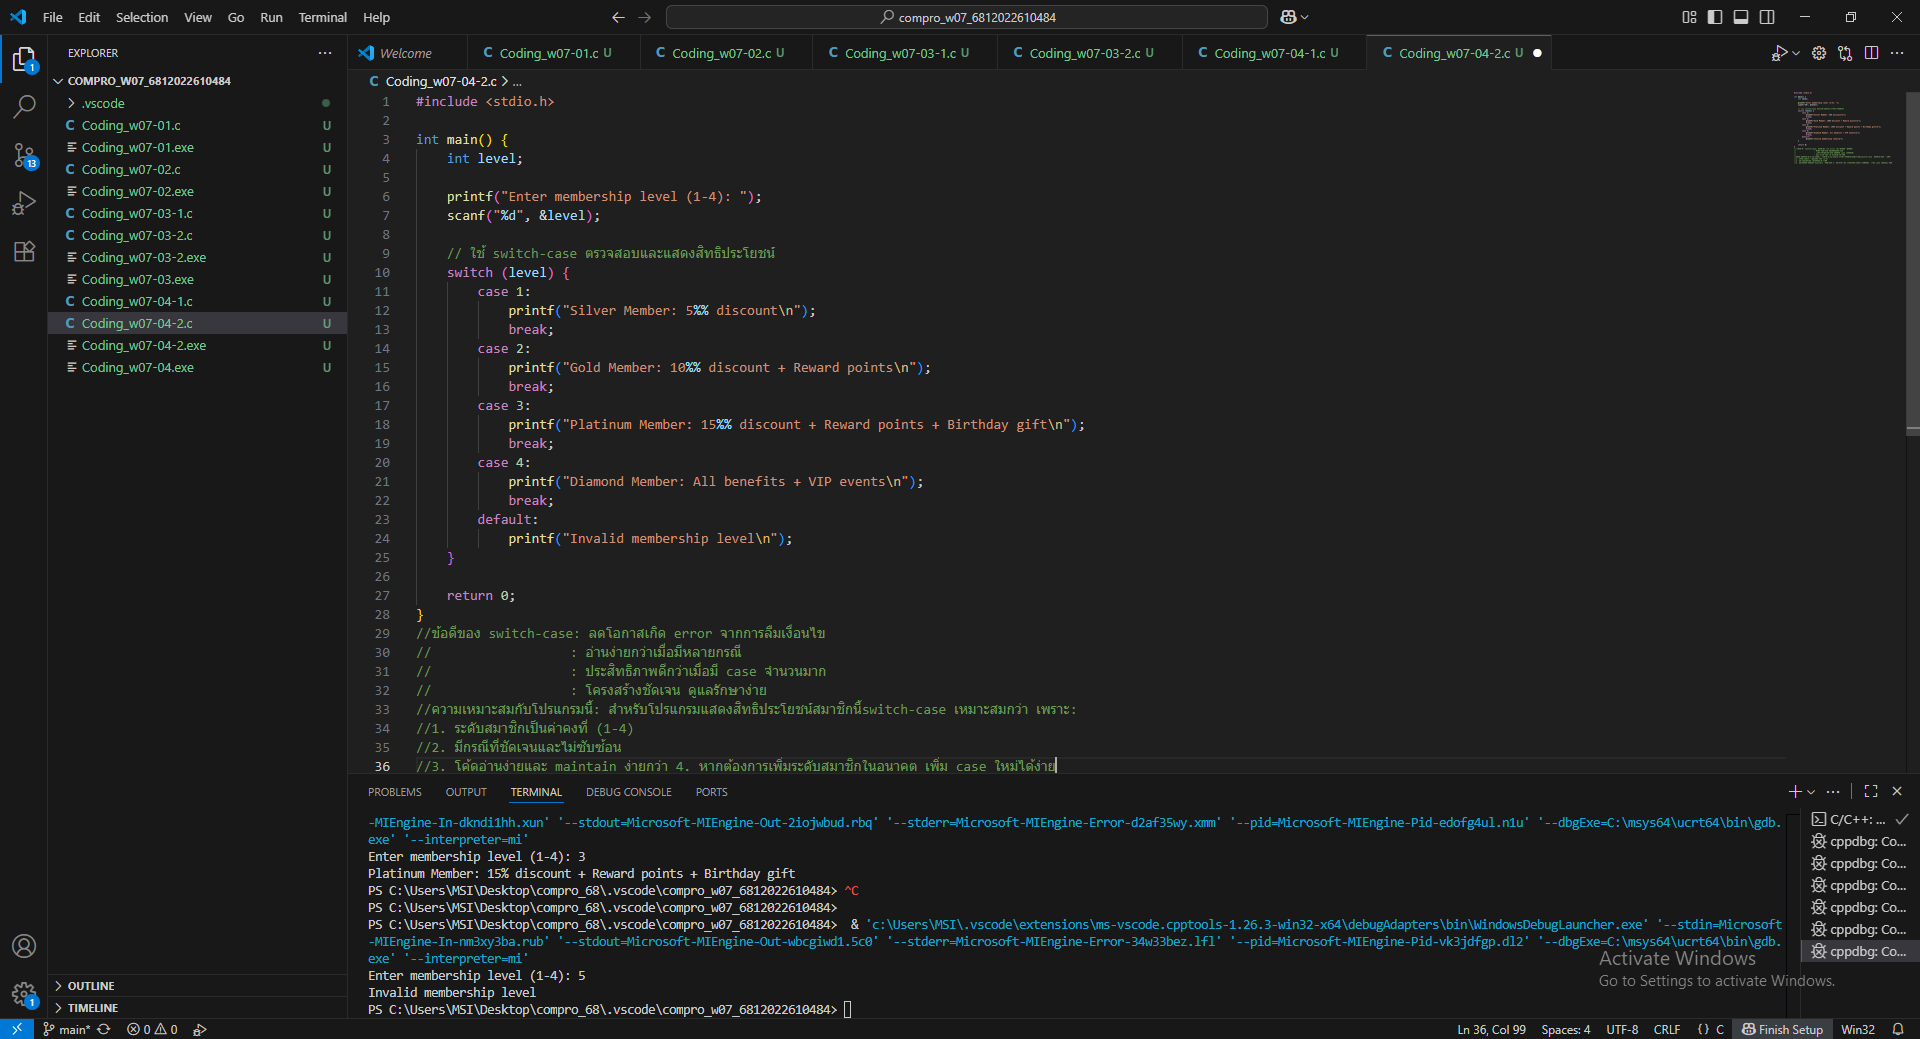 File Edit Selection View Go Run Terminal Help
compro_w07_6812022610484
EXPLORER
COMPRO_W07_6812022610484
.vscode
Coding_w07-01.c U
Coding_w07-01.exe U
Coding_w07-02.c U
Coding_w07-02.exe U
Coding_w07-03-1.c U
Coding_w07-03-2.c U
Coding_w07-03-2.exe U
Coding_w07-03.exe U
Coding_w07-04-1.c U
Coding_w07-04-2.c U
Coding_w07-04-2.exe U
Coding_w07-04.exe U
OUTLINE
TIMELINE
1
13
1
Welcome C Coding_w07-01.c U C Coding_w07-02.c U C Coding_w07-03-1.c U C Coding_w07-03-2.c U C Coding_w07-04-1.c U C Coding_w07-04-2.c U
C Coding_w07-04-2.c > ...
1 #include <stdio.h>
2
3 int main() {
4 int level;
5
6 printf("Enter membership level (1-4): ");
7 scanf("%d", &level);
8
9 // ใช้ switch-case ตรวจสอบและแสดงสิทธิประโยชน์
10 switch (level) {
11 case 1:
12 printf("Silver Member: 5%% discount\n");
13 break;
14 case 2:
15 printf("Gold Member: 10%% discount + Reward points\n");
16 break;
17 case 3:
18 printf("Platinum Member: 15%% discount + Reward points + Birthday gift\n");
19 break;
20 case 4:
21 printf("Diamond Member: All benefits + VIP events\n");
22 break;
23 default:
24 printf("Invalid membership level\n");
25 }
26
27 return 0;
28 }
29 //ข้อดีของ switch-case: ลดโอกาสเกิด error จากการลืมเงื่อนไข
30 // : อ่านง่ายกว่าเมื่อมีหลายกรณี
31 // : ประสิทธิภาพดีกว่าเมื่อมี case จำนวนมาก
32 // : โครงสร้างชัดเจน ดูแลรักษาง่าย
33 //ความเหมาะสมกับโปรแกรมนี้: สำหรับโปรแกรมแสดงสิทธิประโยชน์สมาชิกนี้switch-case เหมาะสมกว่า เพราะ:
34 //1. ระดับสมาชิกเป็นค่าคงที่ (1-4)
35 //2. มีกรณีที่ชัดเจนและไม่ซับซ้อน
36 //3. โค้ดอ่านง่ายและ maintain ง่ายกว่า 4. หากต้องการเพิ่มระดับสมาชิกในอนาคต เพิ่ม case ใหม่ได้ง่าย
PROBLEMS OUTPUT TERMINAL DEBUG CONSOLE PORTS
-MIEngine-In-dkndi1hh.xun' '--stdout=Microsoft-MIEngine-Out-2iojwbud.rbq' '--stderr=Microsoft-MIEngine-Error-d2af35wy.xmm' '--pid=Microsoft-MIEngine-Pid-edofg4ul.n1u' '--dbgExe=C:\msys64\ucrt64\bin\gdb.
exe' '--interpreter=mi'
Enter membership level (1-4): 3
Platinum Member: 15% discount + Reward points + Birthday gift
PS C:\Users\MSI\Desktop\compro_68\.vscode\compro_w07_6812022610484> ^C
PS C:\Users\MSI\Desktop\compro_68\.vscode\compro_w07_6812022610484>
PS C:\Users\MSI\Desktop\compro_68\.vscode\compro_w07_6812022610484> & 'c:\Users\MSI\.vscode\extensions\ms-vscode.cpptools-1.26.3-win32-x64\debugAdapters\bin\WindowsDebugLauncher.exe' '--stdin=Microsoft
-MIEngine-In-nm3xy3ba.rub' '--stdout=Microsoft-MIEngine-Out-wbcgiwd1.5c0' '--stderr=Microsoft-MIEngine-Error-34w33bez.lfl' '--pid=Microsoft-MIEngine-Pid-vk3jdfgp.dl2' '--dbgExe=C:\msys64\ucrt64\bin\gdb.
exe' '--interpreter=mi'
Enter membership level (1-4): 5
Invalid membership level
PS C:\Users\MSI\Desktop\compro_68\.vscode\compro_w07_6812022610484>
C/C++: ...
cppdbg: Co...
cppdbg: Co...
cppdbg: Co...
cppdbg: Co...
cppdbg: Co...
cppdbg: Co...
Activate Windows
Go to Settings to activate Windows.
main* 0 0
Ln 36, Col 99 Spaces: 4 UTF-8 CRLF {} C Finish Setup Win32